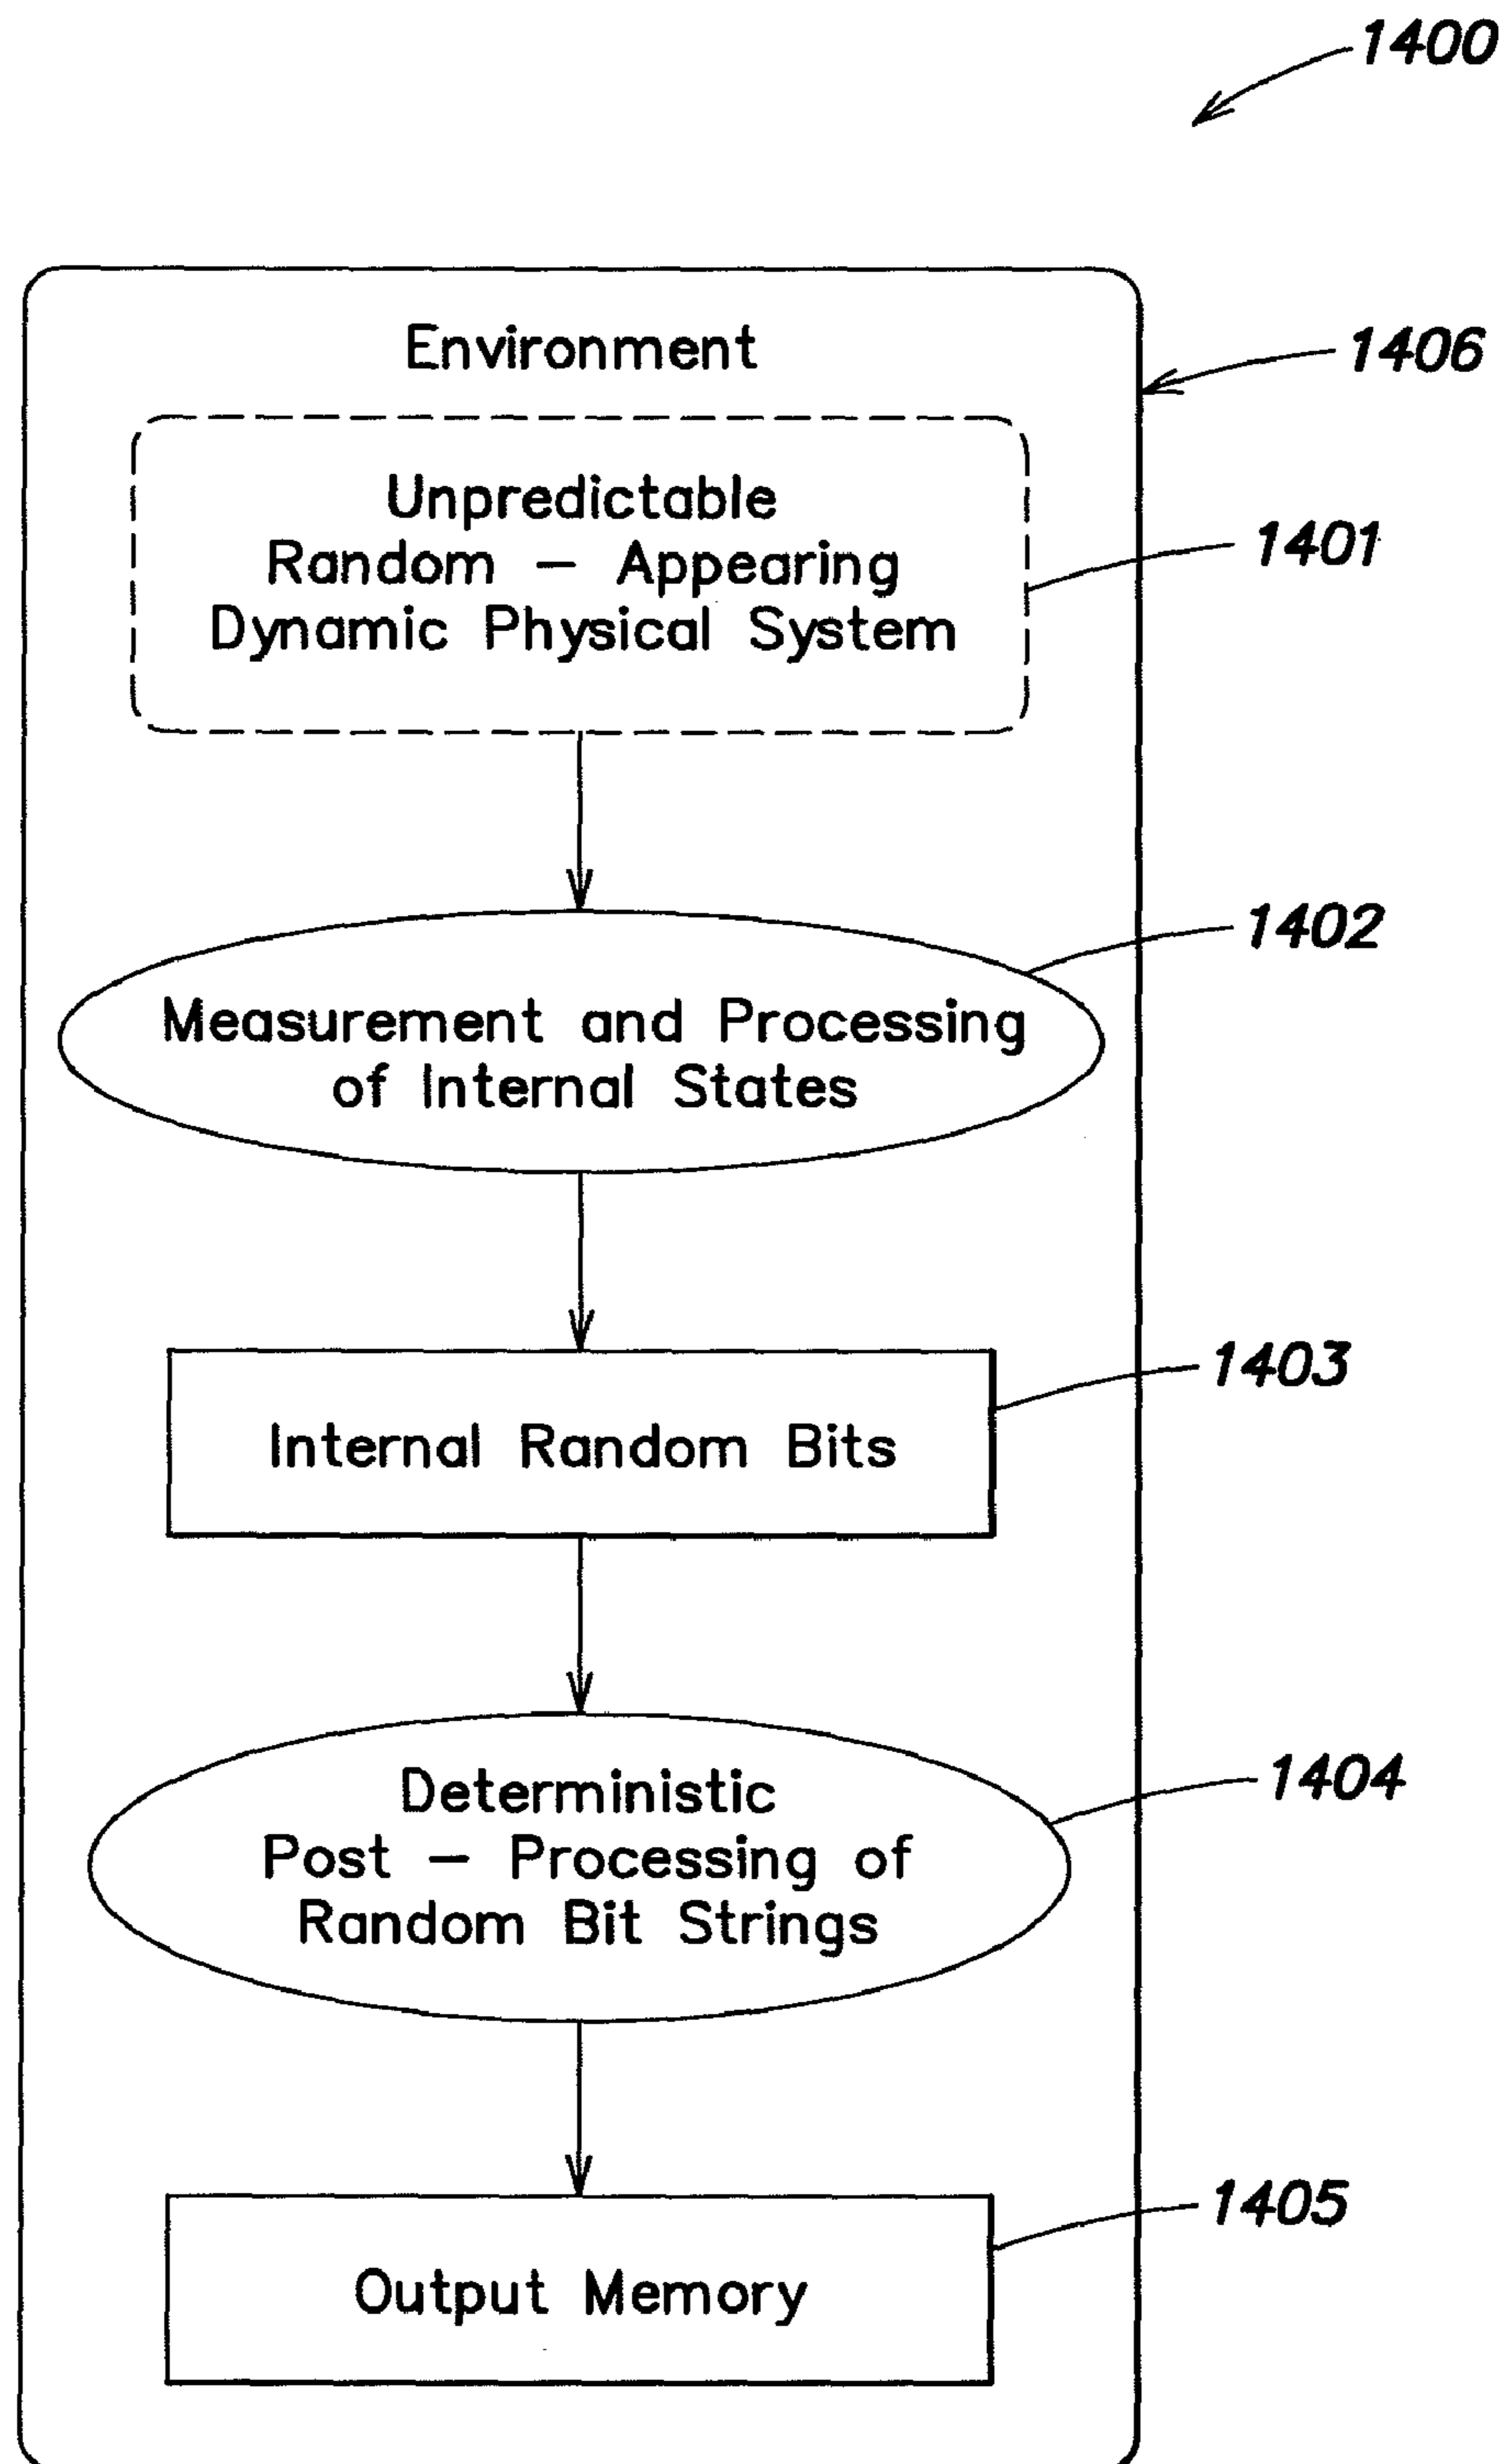 1400
Environment
1406
Unpredictable
Random – Appearing
Dynamic Physical System
1401
1402
Measurement and Processing
of Internal States
1403
Internal Random Bits
1404
Deterministic
Post – Processing of
Random Bit Strings
1405
Output Memory